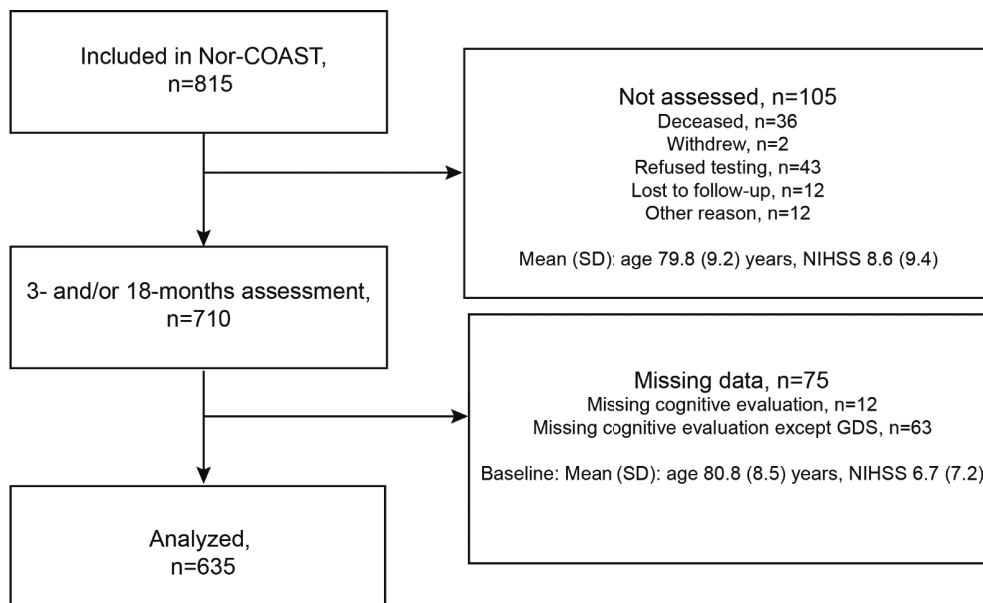 Included in Nor-COAST,
n=815
Not assessed, n=105
Deceased, n=36
Withdrew, n=2
Refused testing, n=43
Lost to follow-up, n=12
Other reason, n=12
Mean (SD): age 79.8 (9.2) years, NIHSS 8.6 (9.4)
3- and/or 18-months assessment,
n=710
Missing data, n=75
Missing cognitive evaluation, n=12
Missing cognitive evaluation except GDS, n=63
Baseline: Mean (SD): age 80.8 (8.5) years, NIHSS 6.7 (7.2)
Analyzed,
n=635